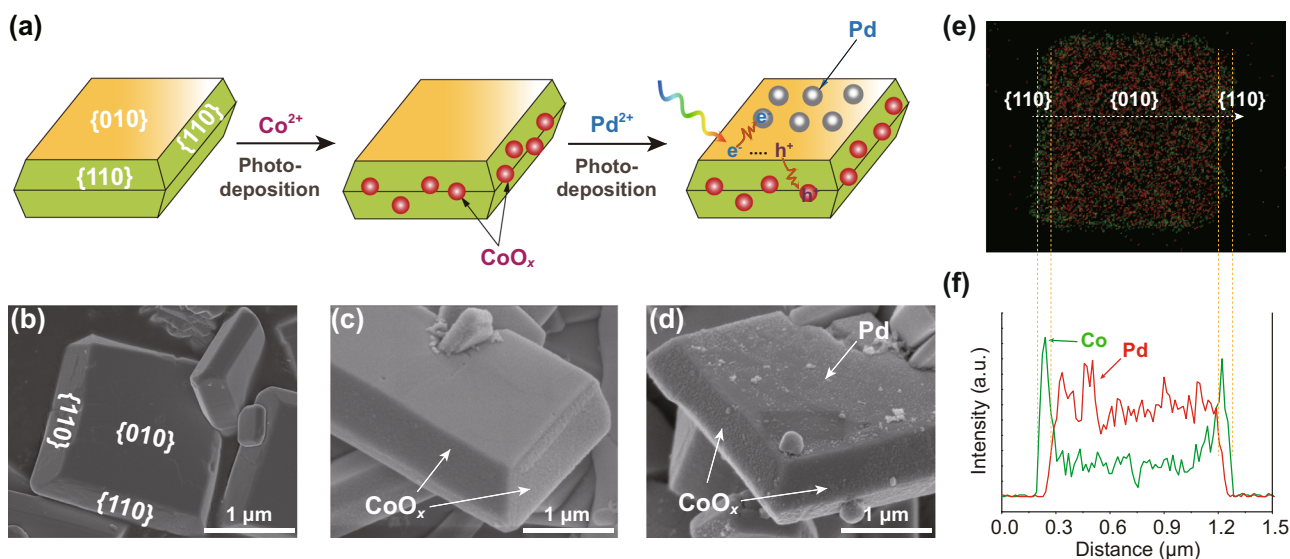 (a)
{010}
{110}
{110}
Co²⁺
Photo-
deposition
CoOₓ
Pd²⁺
Photo-
deposition
Pd
e⁻
e⁻ .... h⁺
h⁺
(b)
{110}
{010}
{110}
1 μm
(c)
CoOₓ
1 μm
(d)
Pd
CoOₓ
1 μm
(e)
{110}
{010}
{110}
(f)
Co
Pd
Intensity (a.u.)
0.0 0.3 0.6 0.9 1.2 1.5
Distance (μm)